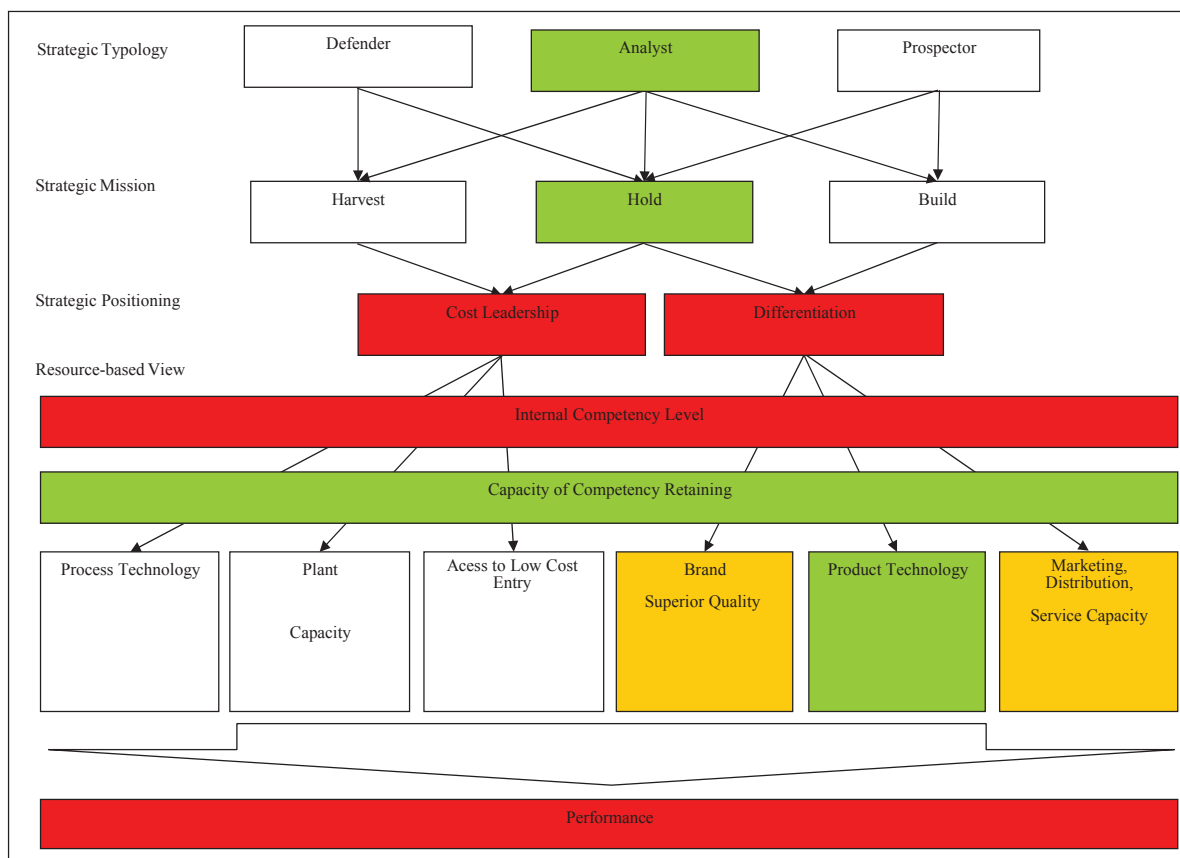 Strategic Typology
Defender
Analyst
Prospector
Strategic Mission
Harvest
Hold
Build
Strategic Positioning
Cost Leadership
Differentiation
Resource-based View
Internal Competency Level
Capacity of Competency Retaining
Process Technology
Plant
Capacity
Acess to Low Cost
Entry
Brand
Superior Quality
Product Technology
Marketing,
Distribution,
Service Capacity
Performance